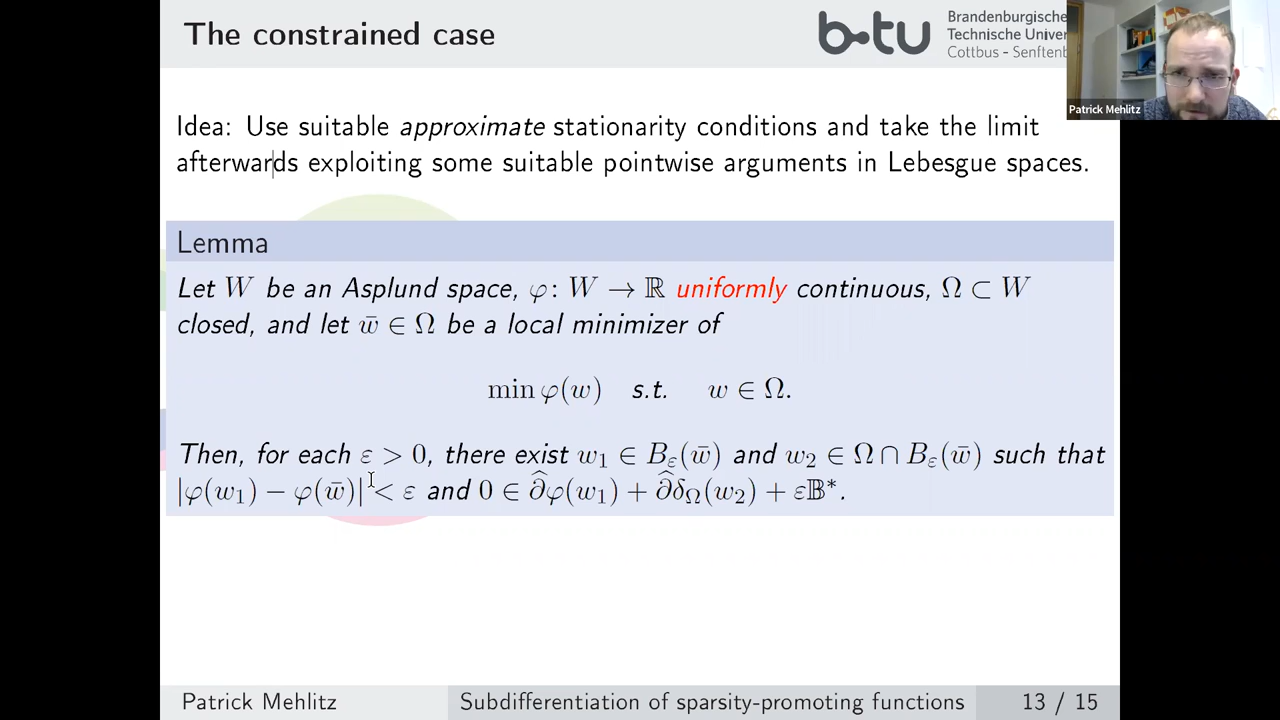 The constrained case
b-tu
Brandenburgische
Technische Univer
Cottbus - Senftenb
Patrick Mehlitz
Idea: Use suitable approximate stationarity conditions and take the limit
afterwards exploiting some suitable pointwise arguments in Lebesgue spaces.
Lemma
Let W be an Asplund space, φ: W → ℝ uniformly continuous, Ω ⊂ W
closed, and let w̄ ∈ Ω be a local minimizer of
min φ(w) s.t. w ∈ Ω.
Then, for each ε > 0, there exist w₁ ∈ B_ε(w̄) and w₂ ∈ Ω ∩ B_ε(w̄) such that
|φ(w₁) − φ(w̄)| < ε and 0 ∈ ∂̂φ(w₁) + ∂̂δ_Ω(w₂) + ε𝔹*.
Patrick Mehlitz Subdifferentiation of sparsity-promoting functions 13 / 15